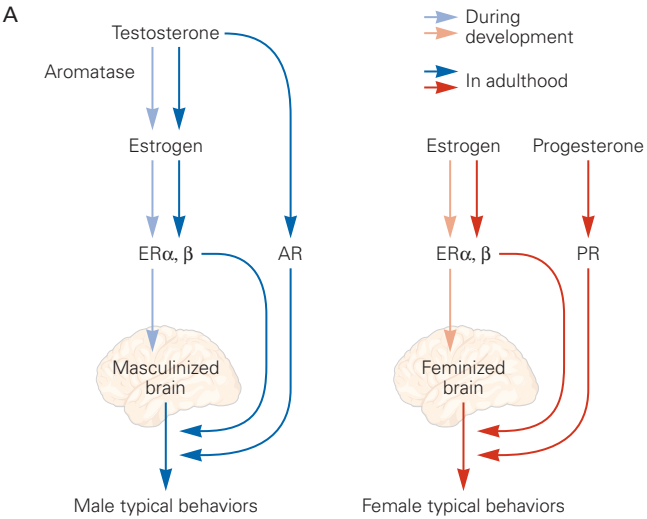 A
Testosterone
Aromatase
Estrogen
ERα, β
AR
Masculinized
brain
Male typical behaviors
During
development
In adulthood
Estrogen
Progesterone
ERα, β
PR
Feminized
brain
Female typical behaviors